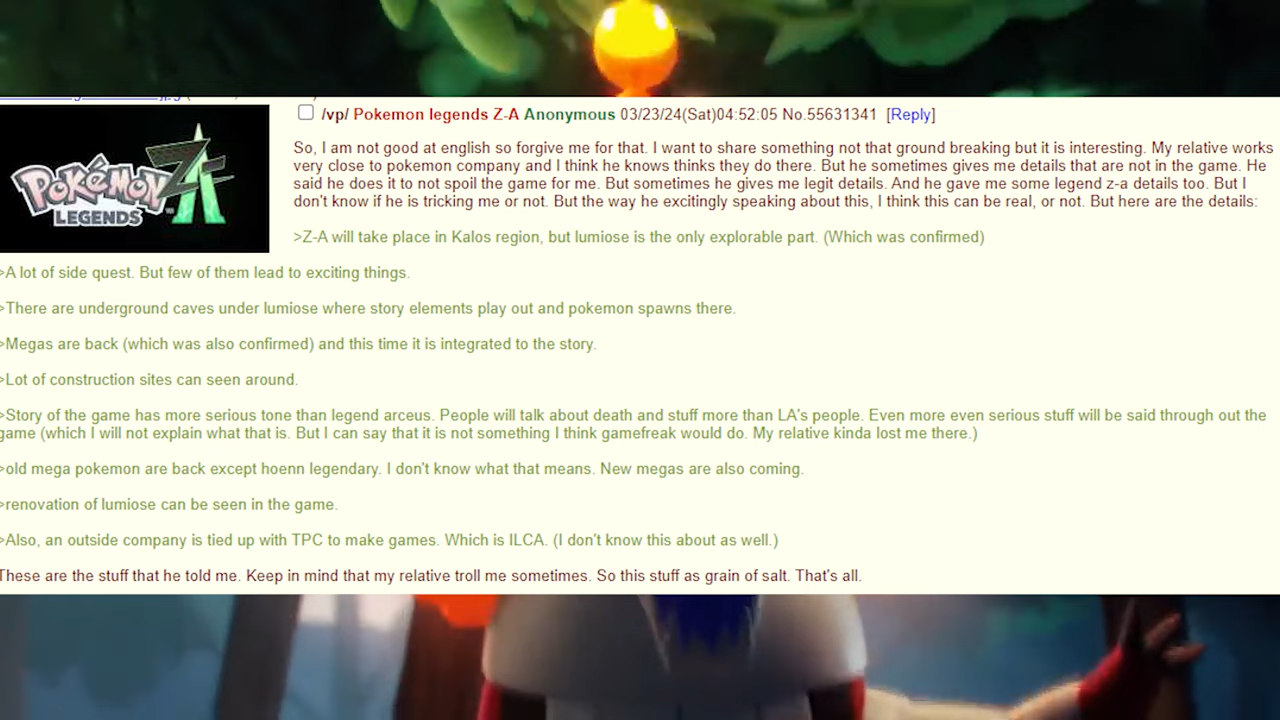 /vp/ Pokemon legends Z-A Anonymous 03/23/24(Sat)04:52:05 No.55631341 [Reply]
POKéMON ZA
LEGENDS
So, I am not good at english so forgive me for that. I want to share something not that ground breaking but it is interesting. My relative works
very close to pokemon company and I think he knows thinks they do there. But he sometimes gives me details that are not in the game. He
said he does it to not spoil the game for me. But sometimes he gives me legit details. And he gave me some legend z-a details too. But I
don't know if he is tricking me or not. But the way he excitingly speaking about this, I think this can be real, or not. But here are the details:
>Z-A will take place in Kalos region, but lumiose is the only explorable part. (Which was confirmed)
>A lot of side quest. But few of them lead to exciting things.
>There are underground caves under lumiose where story elements play out and pokemon spawns there.
>Megas are back (which was also confirmed) and this time it is integrated to the story.
>Lot of construction sites can seen around.
>Story of the game has more serious tone than legend arceus. People will talk about death and stuff more than LA's people. Even more even serious stuff will be said through out the
game (which I will not explain what that is. But I can say that it is not something I think gamefreak would do. My relative kinda lost me there.)
>old mega pokemon are back except hoenn legendary. I don't know what that means. New megas are also coming.
>renovation of lumiose can be seen in the game.
>Also, an outside company is tied up with TPC to make games. Which is ILCA. (I don't know this about as well.)
These are the stuff that he told me. Keep in mind that my relative troll me sometimes. So this stuff as grain of salt. That's all.